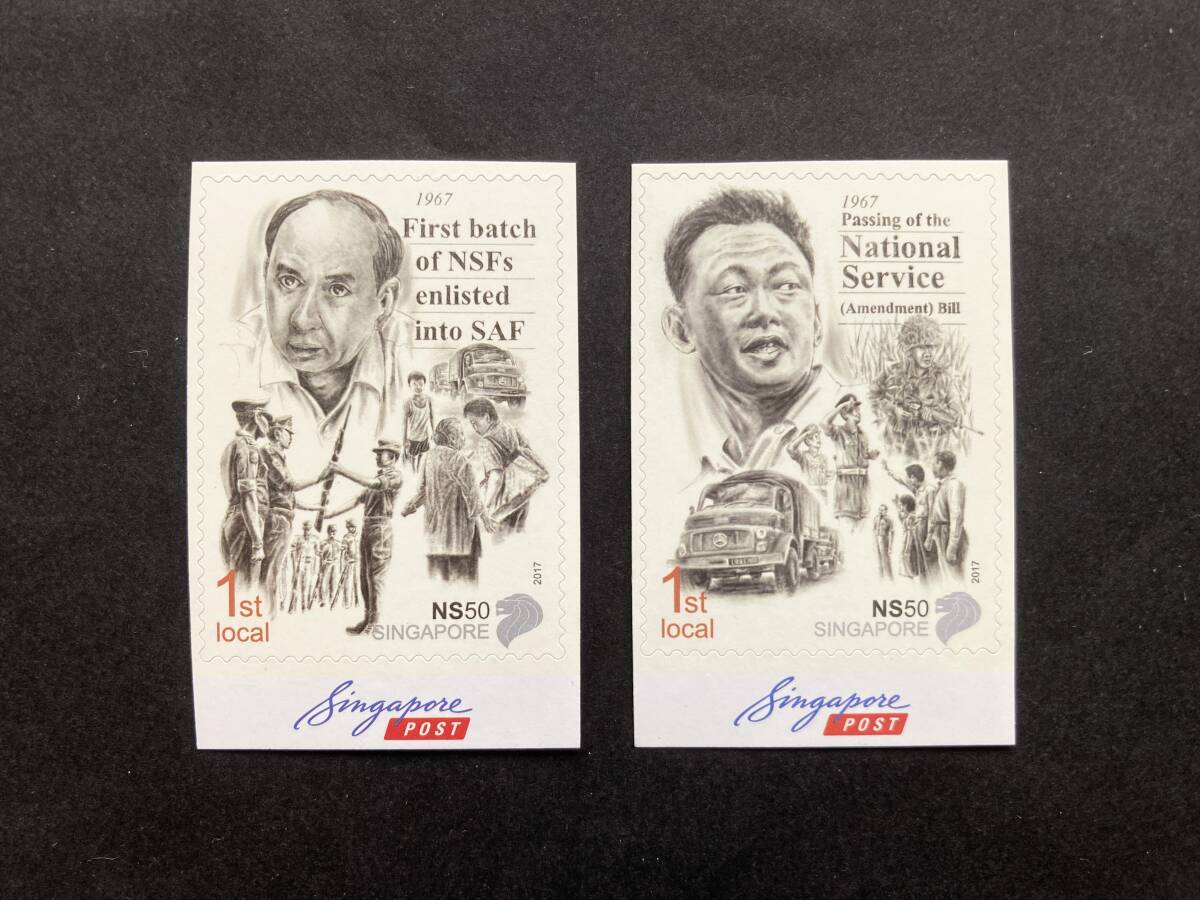 1967
First batch
of NSFs
enlisted
into SAF
2017
1st
local
NS50
SINGAPORE
Singapore
POST
1967
Passing of the
National
Service
(Amendment) Bill
2017
1st
local
NS50
SINGAPORE
Singapore
POST